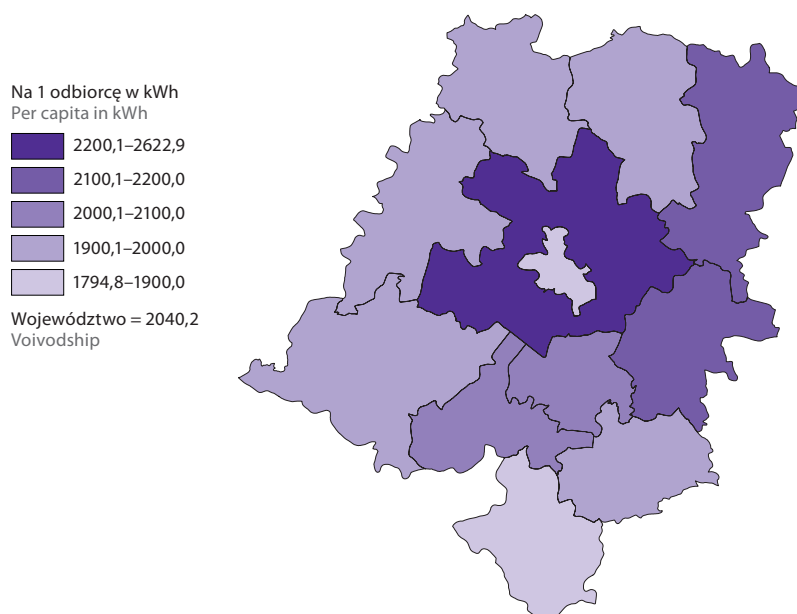 Na 1 odbiorcę w kWh
Per capita in kWh
2200,1–2622,9
2100,1–2200,0
2000,1–2100,0
1900,1–2000,0
1794,8–1900,0
Województwo = 2040,2
Voivodship